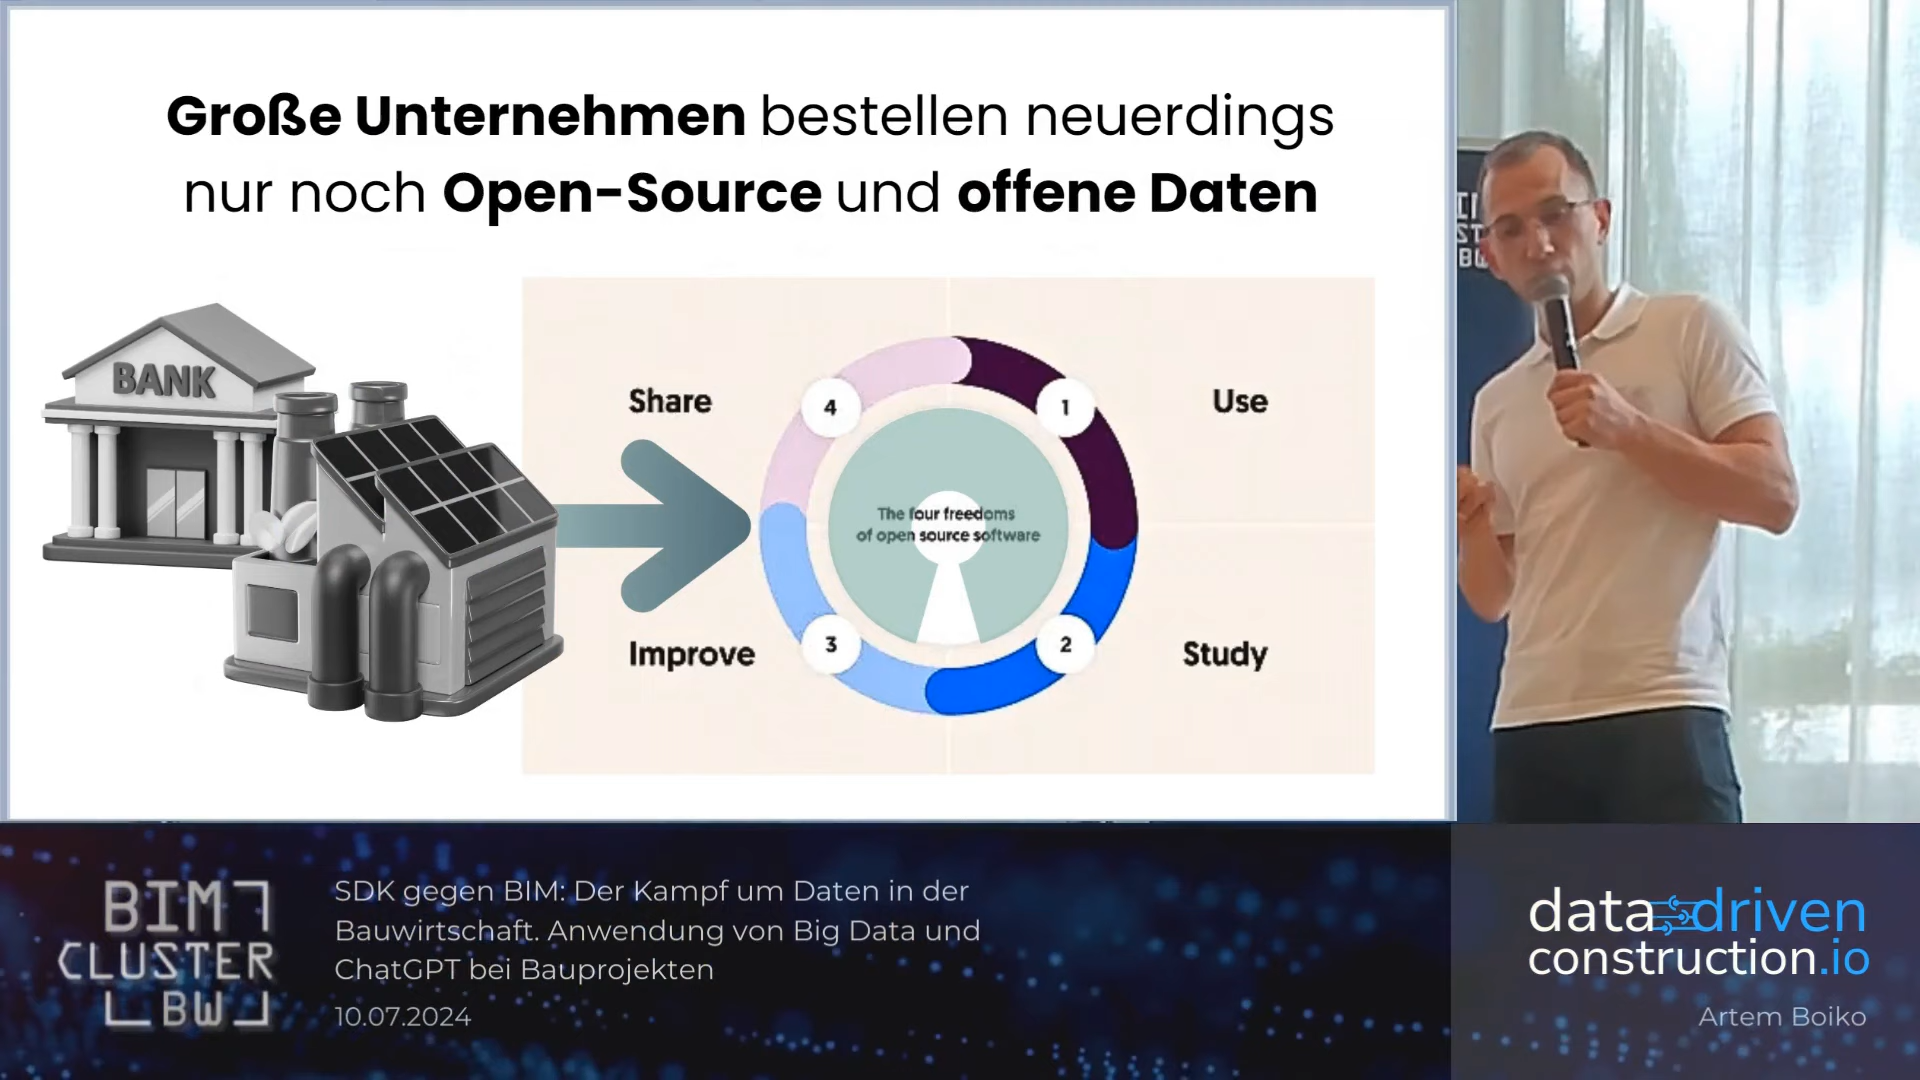 Große Unternehmen bestellen neuerdings
nur noch Open-Source und offene Daten
BANK
Share
4
1
Use
The four freedoms
of open source software
Improve
3
2
Study
BIM
CLUSTER
BW
SDK gegen BIM: Der Kampf um Daten in der
Bauwirtschaft. Anwendung von Big Data und
ChatGPT bei Bauprojekten
10.07.2024
data driven
construction.io
Artem Boiko